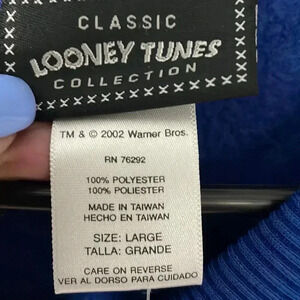 CLASSIC
LOONEY TUNES
COLLECTION
TM & © 2002 Warner Bros.
RN 76292
100% POLYESTER
100% POLIESTER
MADE IN TAIWAN
HECHO EN TAIWAN
SIZE: LARGE
TALLA: GRANDE
CARE ON REVERSE
VER AL DORSO PARA CUIDADO